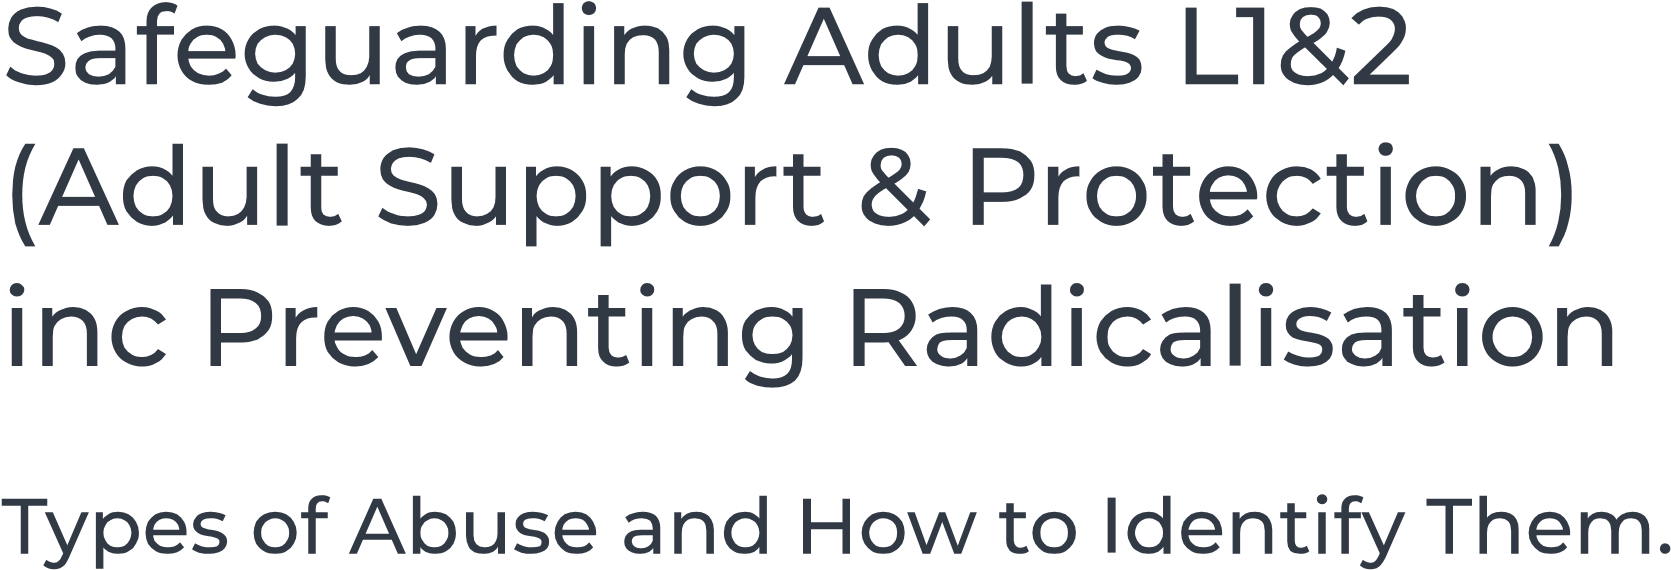 Safeguarding Adults L1&2
(Adult Support & Protection)
inc Preventing Radicalisation
Types of Abuse and How to Identify Them.